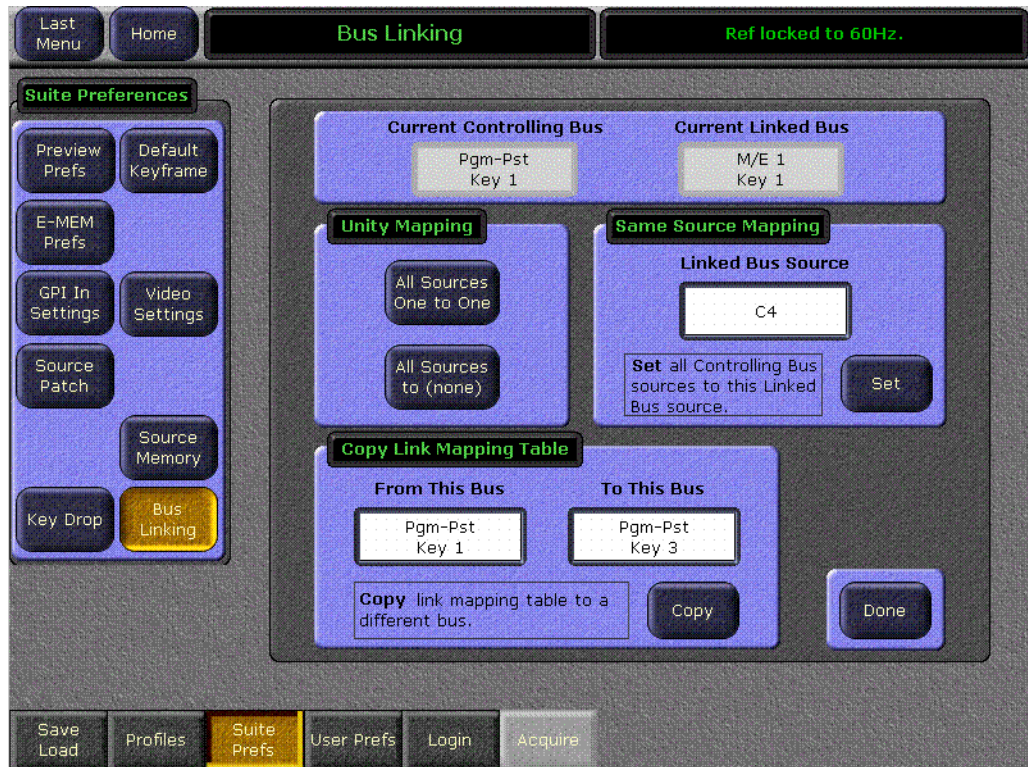 Last
Menu
Home
Bus Linking
Ref locked to 60Hz.
Suite Preferences
Preview
Prefs
Default
Keyframe
E-MEM
Prefs
GPI In
Settings
Video
Settings
Source
Patch
Source
Memory
Key Drop
Bus
Linking
Current Controlling Bus
Pgm-Pst
Key 1
Current Linked Bus
M/E 1
Key 1
Unity Mapping
All Sources
One to One
All Sources
to (none)
Same Source Mapping
Linked Bus Source
C4
Set all Controlling Bus
sources to this Linked
Bus source.
Set
Copy Link Mapping Table
From This Bus
Pgm-Pst
Key 1
To This Bus
Pgm-Pst
Key 3
Copy link mapping table to a
different bus.
Copy
Done
Save
Load
Profiles
Suite
Prefs
User Prefs
Login
Acquire